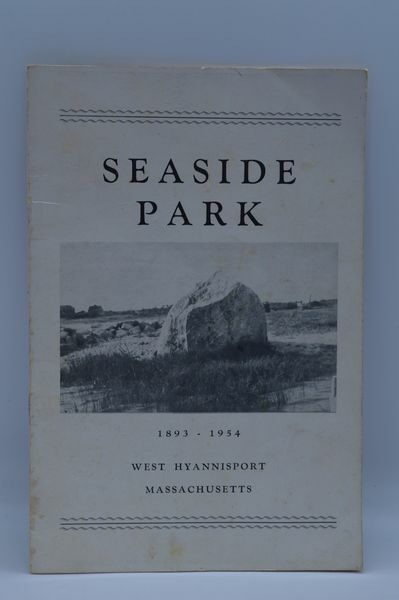 SEASIDE
PARK
1893 - 1954
WEST HYANNISPORT
MASSACHUSETTS